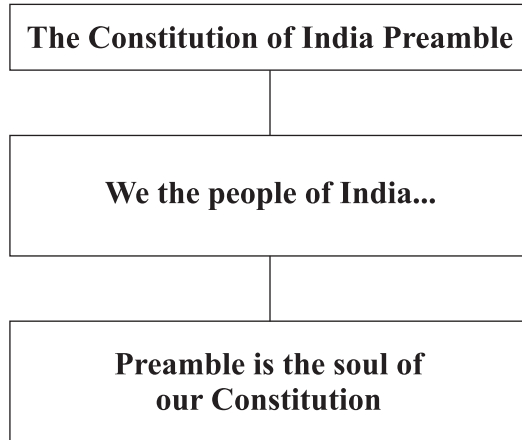 The Constitution of India Preamble
We the people of India...
Preamble is the soul of
our Constitution